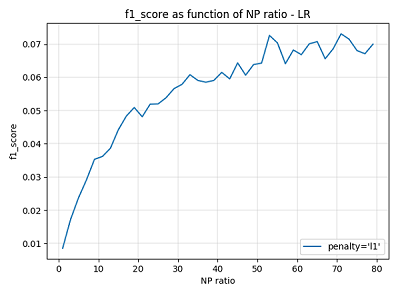 f1_score as function of NP ratio - LR
f1_score
0.07
0.06
0.05
0.04
0.03
0.02
0.01
0 10 20 30 40 50 60 70 80
NP ratio
penalty='l1'